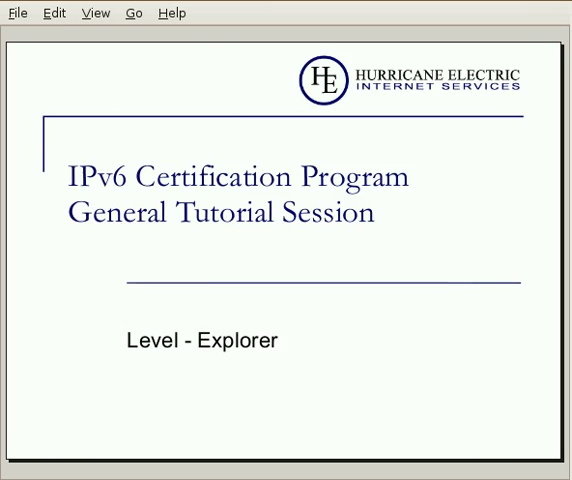 File Edit View Go Help
HE HURRICANE ELECTRIC
INTERNET SERVICES
IPv6 Certification Program
General Tutorial Session
Level - Explorer